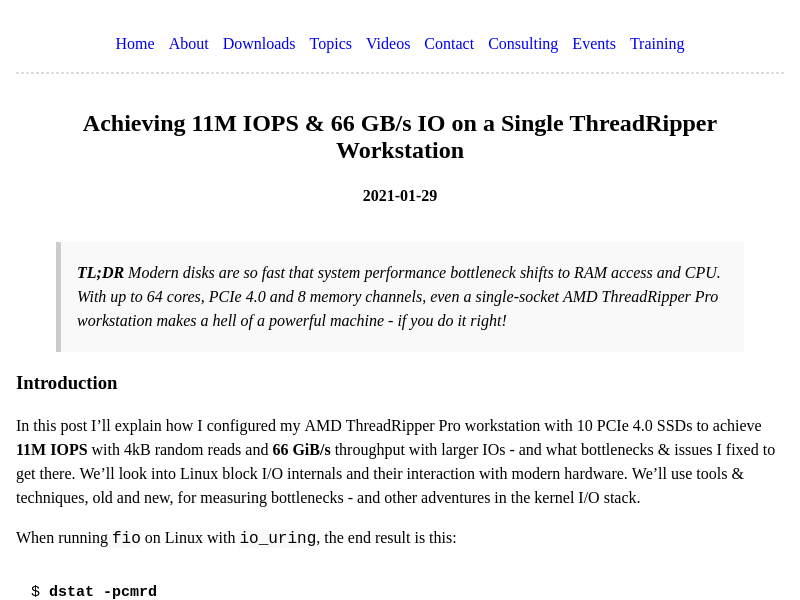 Home About Downloads Topics Videos Contact Consulting Events Training
Achieving 11M IOPS & 66 GB/s IO on a Single ThreadRipper
Workstation
2021-01-29
TL;DR Modern disks are so fast that system performance bottleneck shifts to RAM access and CPU.
With up to 64 cores, PCIe 4.0 and 8 memory channels, even a single-socket AMD ThreadRipper Pro
workstation makes a hell of a powerful machine - if you do it right!
Introduction
In this post I’ll explain how I configured my AMD ThreadRipper Pro workstation with 10 PCIe 4.0 SSDs to achieve
11M IOPS with 4kB random reads and 66 GiB/s throughput with larger IOs - and what bottlenecks & issues I fixed to
get there. We’ll look into Linux block I/O internals and their interaction with modern hardware. We’ll use tools &
techniques, old and new, for measuring bottlenecks - and other adventures in the kernel I/O stack.
When running fio on Linux with io_uring, the end result is this:
$ dstat -pcmrd